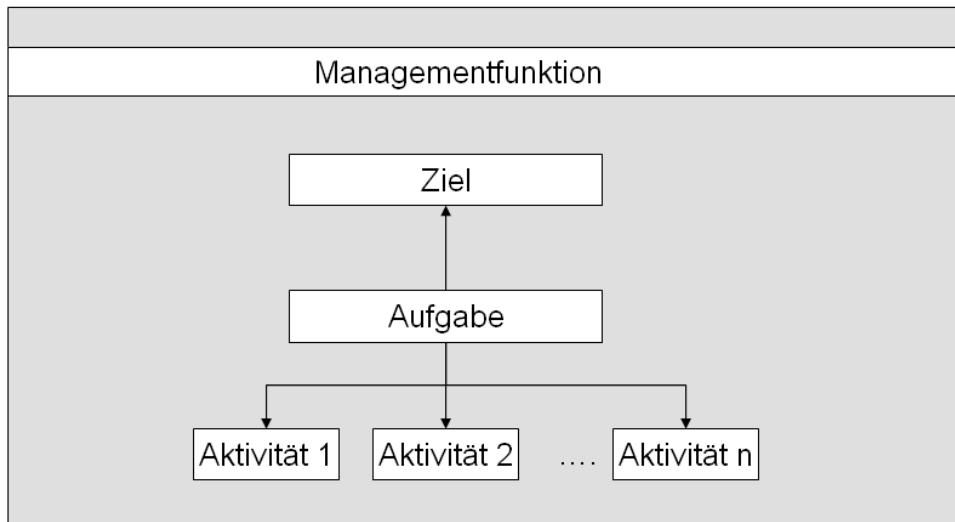 Managementfunktion
Ziel
Aufgabe
Aktivität 1 Aktivität 2 .... Aktivität n